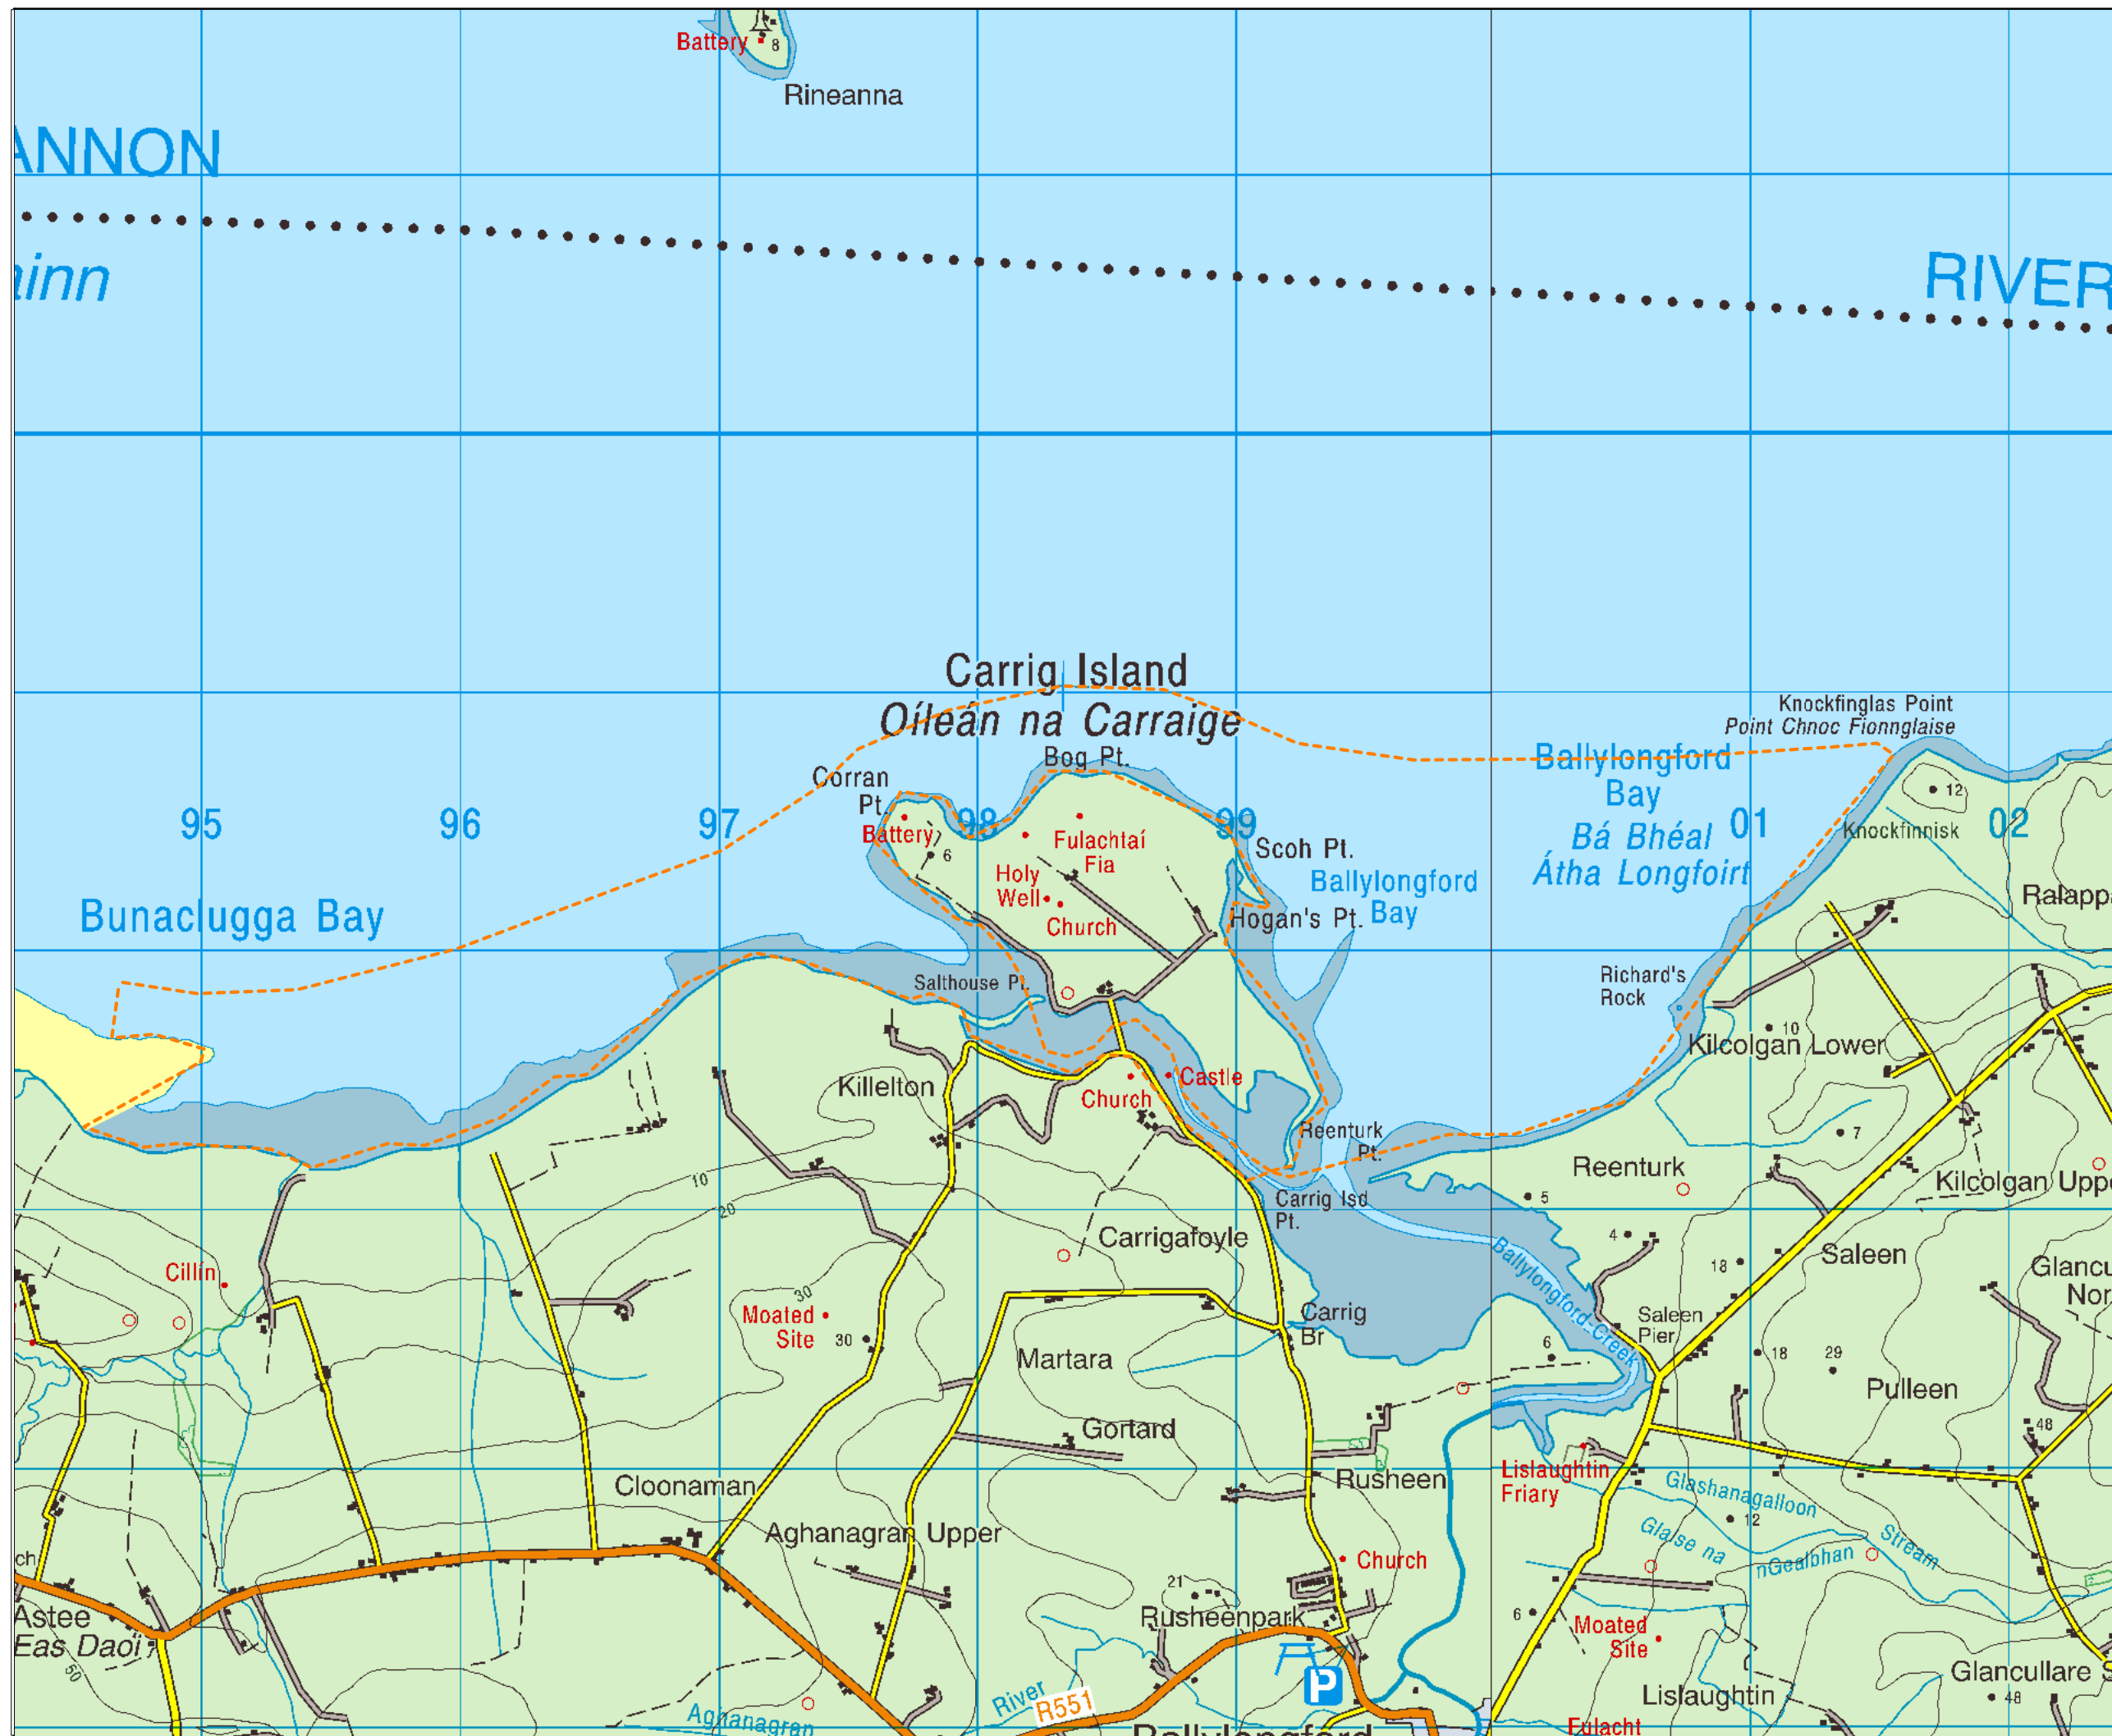 Battery
8
Rineanna
ANNON
ainn
RIVER
Carrig Island
Oíleán na Carraige
Bog Pt.
Corran
Pt.
Battery
6
Fulachtaí
Fia
Holy
Well
Church
Scoh Pt.
Ballylongford
Bay
Hogan's Pt.
Knockfinglas Point
Point Chnoc Fionnglaise
Ballylongford
Bay
Bá Bhéal
Átha Longfoirt
12
Knockfinnisk
95
96
97
98
99
01
02
Ralapp
Bunaclugga Bay
Salthouse Pt.
Richard's
Rock
10
Kilcolgan Lower
Killelton
Castle
Church
Reenturk
Pt.
7
Reenturk
Kilcolgan Upp
10
20
Carrig Isd
Pt.
5
Carrigafoyle
4
18
Saleen
Ballylongford Creek
Glancu
Nor
Cillín
30
Moated
Site
30
Carrig
Br
Saleen
Pier
6
18
29
Martara
Pulleen
Gortard
48
Cloonaman
Rusheen
Lislaughtin
Friary
Glashanagalloon
Stream
12
Glaise na
nGealbhan
Aghanagran Upper
Church
ch
21
Astee
Eas Daoi
Rusheenpark
6
Moated
Site
50
P
Glancullare S
48
Lislaughtin
River
R551
Aghanagran
Ballylongford
Fulacht